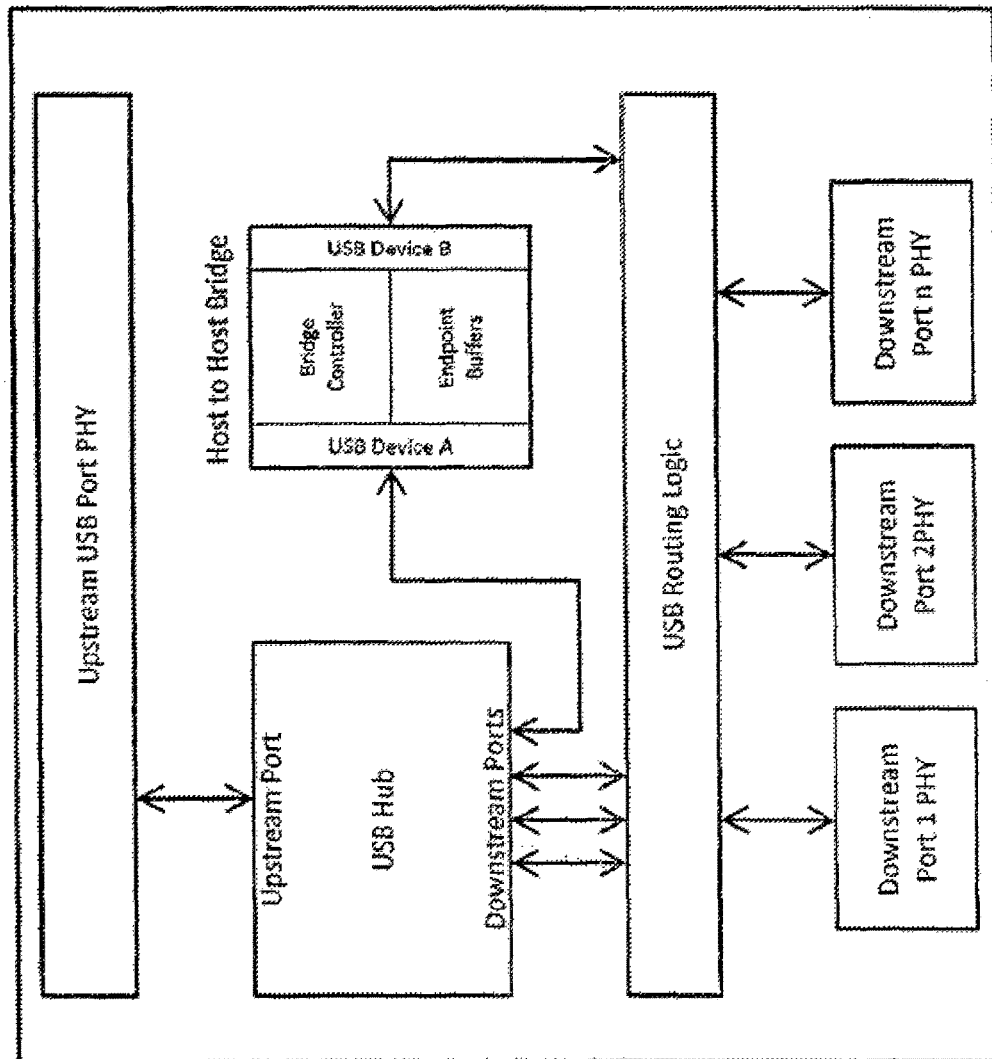 Upstream USB Port PHY
Upstream Port
USB Hub
Downstream Ports
Host to Host Bridge
USB Device A
Bridge
Controller
Endpoint
Buffers
USB Device B
USB Routing Logic
Downstream
Port 1 PHY
Downstream
Port 2PHY
Downstream
Port n PHY